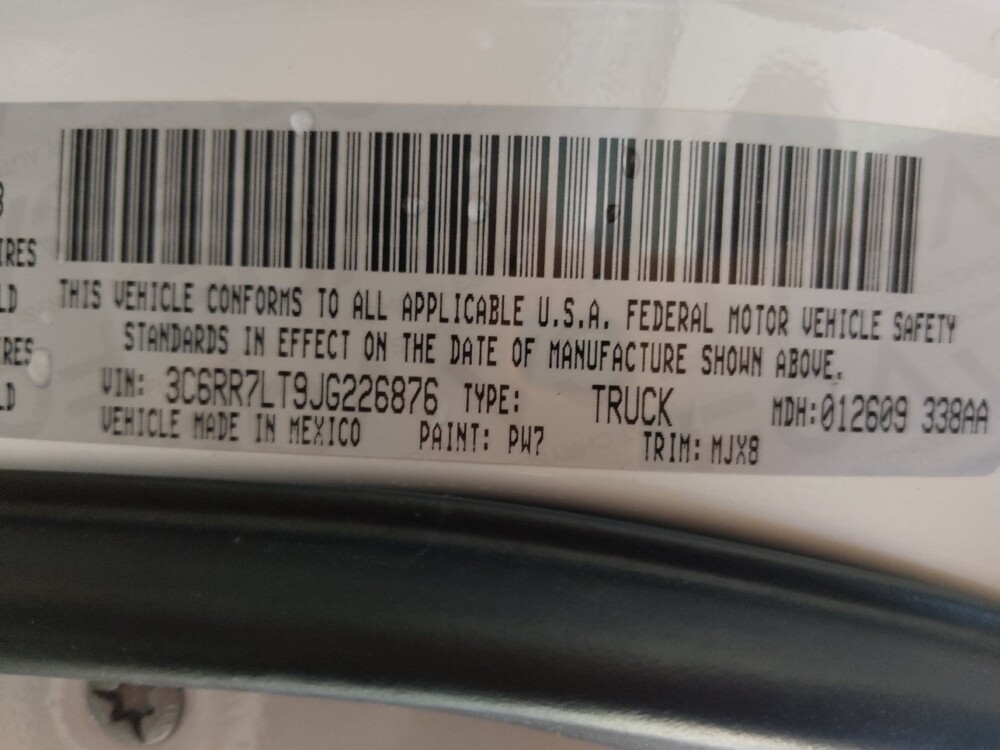 3
IRES
LD
THIS VEHICLE CONFORMS TO ALL APPLICABLE U.S.A. FEDERAL MOTOR VEHICLE SAFETY
STANDARDS IN EFFECT ON THE DATE OF MANUFACTURE SHOWN ABOVE.
IRES
LD
VIN: 3C6RR7LT9JG226876 TYPE: TRUCK MDH:012609 338AA
VEHICLE MADE IN MEXICO PAINT: PW7 TRIM: MJX8